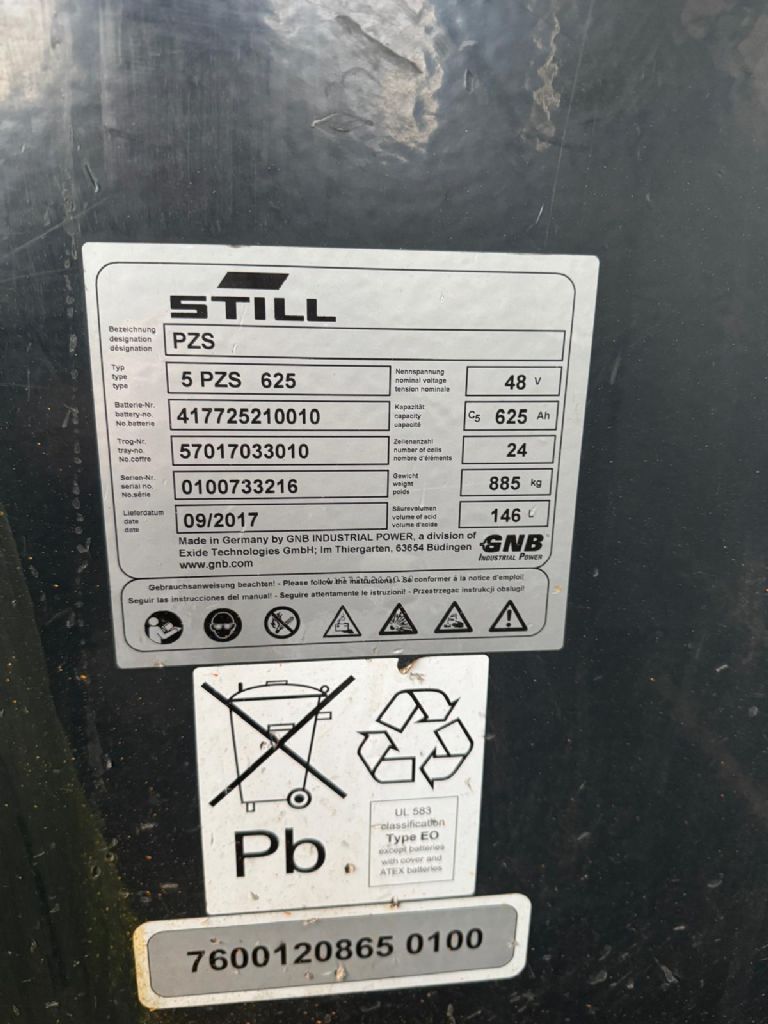 STILL
Bezeichnung
designation
désignation
PZS
Typ
type
type
5 PZS 625
Nennspannung
nominal voltage
tension nominale
48 V
Batterie-Nr.
battery-no.
No.batterie
417725210010
Kapazität
capacity
capacité
C5 625 Ah
Trog-Nr.
tray-no.
No.coffre
57017033010
Zellenanzahl
number of cells
nombre d'éléments
24
Serien-Nr.
serial no.
No.série
0100733216
Gewicht
weight
poids
885 kg
Lieferdatum
date
date
09/2017
Säurevolumen
volume of acid
volume d'acide
146 L
Made in Germany by GNB INDUSTRIAL POWER, a division of
Exide Technologies GmbH; Im Thiergarten, 63654 Büdingen
www.gnb.com
GNB
INDUSTRIAL POWER
Gebrauchsanweisung beachten! - Please follow the instructions! - Se conformer à la notice d'emploi!
Seguir las instrucciones del manual! - Seguire attentamente le istruzioni! - Przestrzegac instrukcji obslugi!
Pb
UL 583
classification
Type EO
except batteries
with cover and
ATEX batteries
7600120865 0100